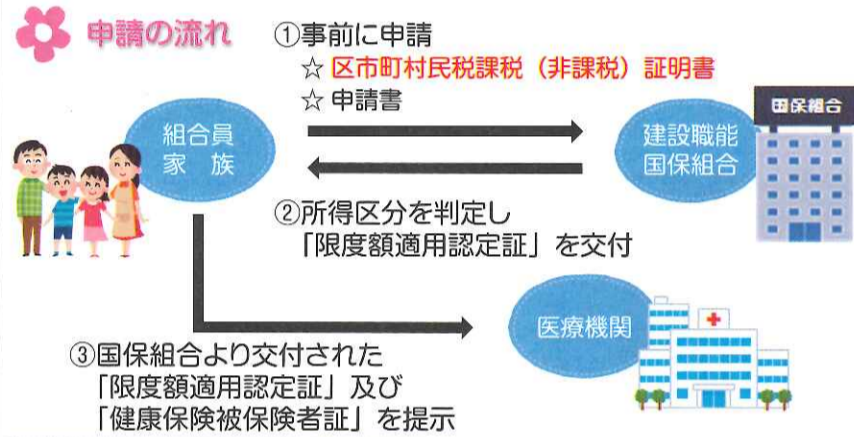 申請の流れ
①事前に申請
☆ 区市町村民税課税（非課税）証明書
☆ 申請書
組合員
家　族
建設職能
国保組合
国保組合
②所得区分を判定し
「限度額適用認定証」を交付
医療機関
③国保組合より交付された
「限度額適用認定証」及び
「健康保険被保険者証」を提示